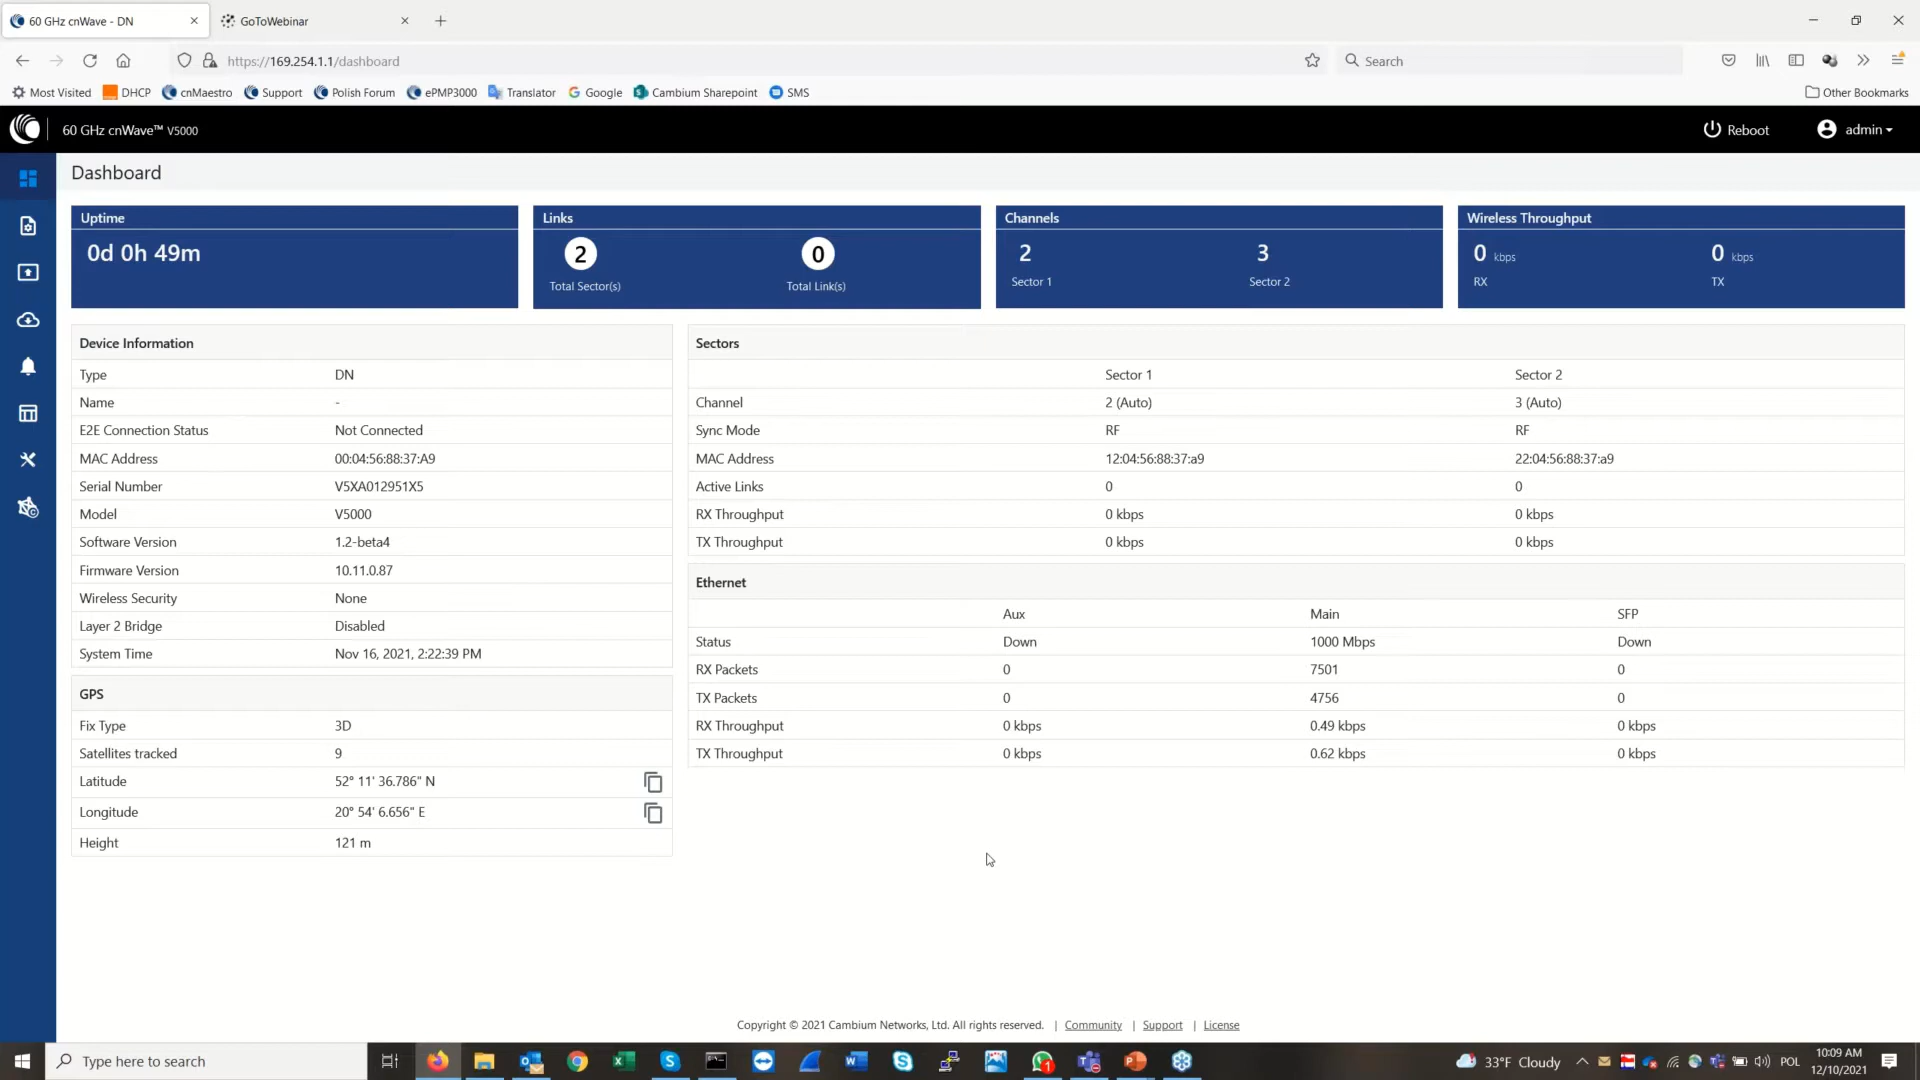 60 GHz cnWave - DN
GoToWebinar
https://169.254.1.1/dashboard
Search
Most Visited DHCP cnMaestro Support Polish Forum ePMP3000 Translator Google Cambium Sharepoint SMS Other Bookmarks
60 GHz cnWave™ V5000
Reboot
admin
Dashboard
Uptime
0d 0h 49m
Links
2 0
Total Sector(s) Total Link(s)
Channels
2 3
Sector 1 Sector 2
Wireless Throughput
0 kbps 0 kbps
RX TX
Device Information
Type DN
Name -
E2E Connection Status Not Connected
MAC Address 00:04:56:88:37:A9
Serial Number V5XA012951X5
Model V5000
Software Version 1.2-beta4
Firmware Version 10.11.0.87
Wireless Security None
Layer 2 Bridge Disabled
System Time Nov 16, 2021, 2:22:39 PM
GPS
Fix Type 3D
Satellites tracked 9
Latitude 52° 11' 36.786" N
Longitude 20° 54' 6.656" E
Height 121 m
Sectors
Sector 1 Sector 2
Channel 2 (Auto) 3 (Auto)
Sync Mode RF RF
MAC Address 12:04:56:88:37:a9 22:04:56:88:37:a9
Active Links 0 0
RX Throughput 0 kbps 0 kbps
TX Throughput 0 kbps 0 kbps
Ethernet
Aux Main SFP
Status Down 1000 Mbps Down
RX Packets 0 7501 0
TX Packets 0 4756 0
RX Throughput 0 kbps 0.49 kbps 0 kbps
TX Throughput 0 kbps 0.62 kbps 0 kbps
Copyright © 2021 Cambium Networks, Ltd. All rights reserved. | Community | Support | License
Type here to search
33°F Cloudy
POL
10:09 AM
12/10/2021